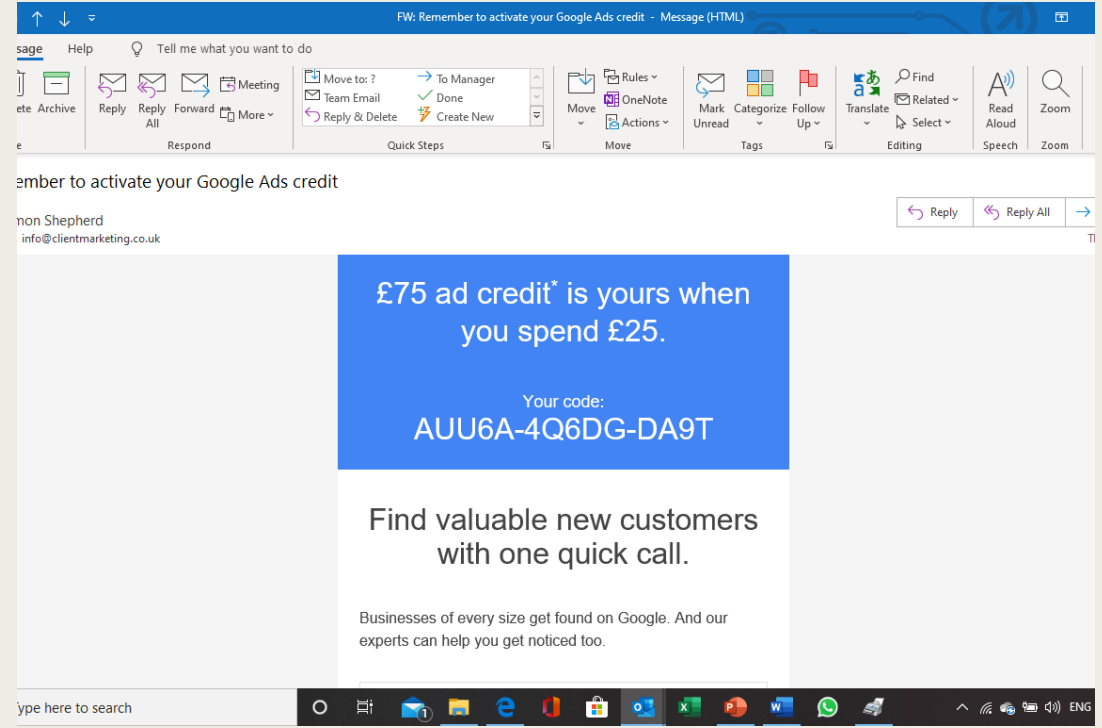 FW: Remember to activate your Google Ads credit - Message (HTML)
ssage Help Tell me what you want to do
ete Archive Reply Reply All Forward Meeting More
Move to: ? To Manager
Team Email Done
Reply & Delete Create New
Move Rules OneNote Actions
Mark Unread Categorize Follow Up
Translate Find Related Select
Read Aloud Zoom
e Respond Quick Steps Move Tags Editing Speech Zoom
ember to activate your Google Ads credit
mon Shepherd
info@clientmarketing.co.uk
Reply Reply All
Th
£75 ad credit* is yours when
you spend £25.
Your code:
AUU6A-4Q6DG-DA9T
Find valuable new customers
with one quick call.
Businesses of every size get found on Google. And our
experts can help you get noticed too.
Type here to search
1
ENG